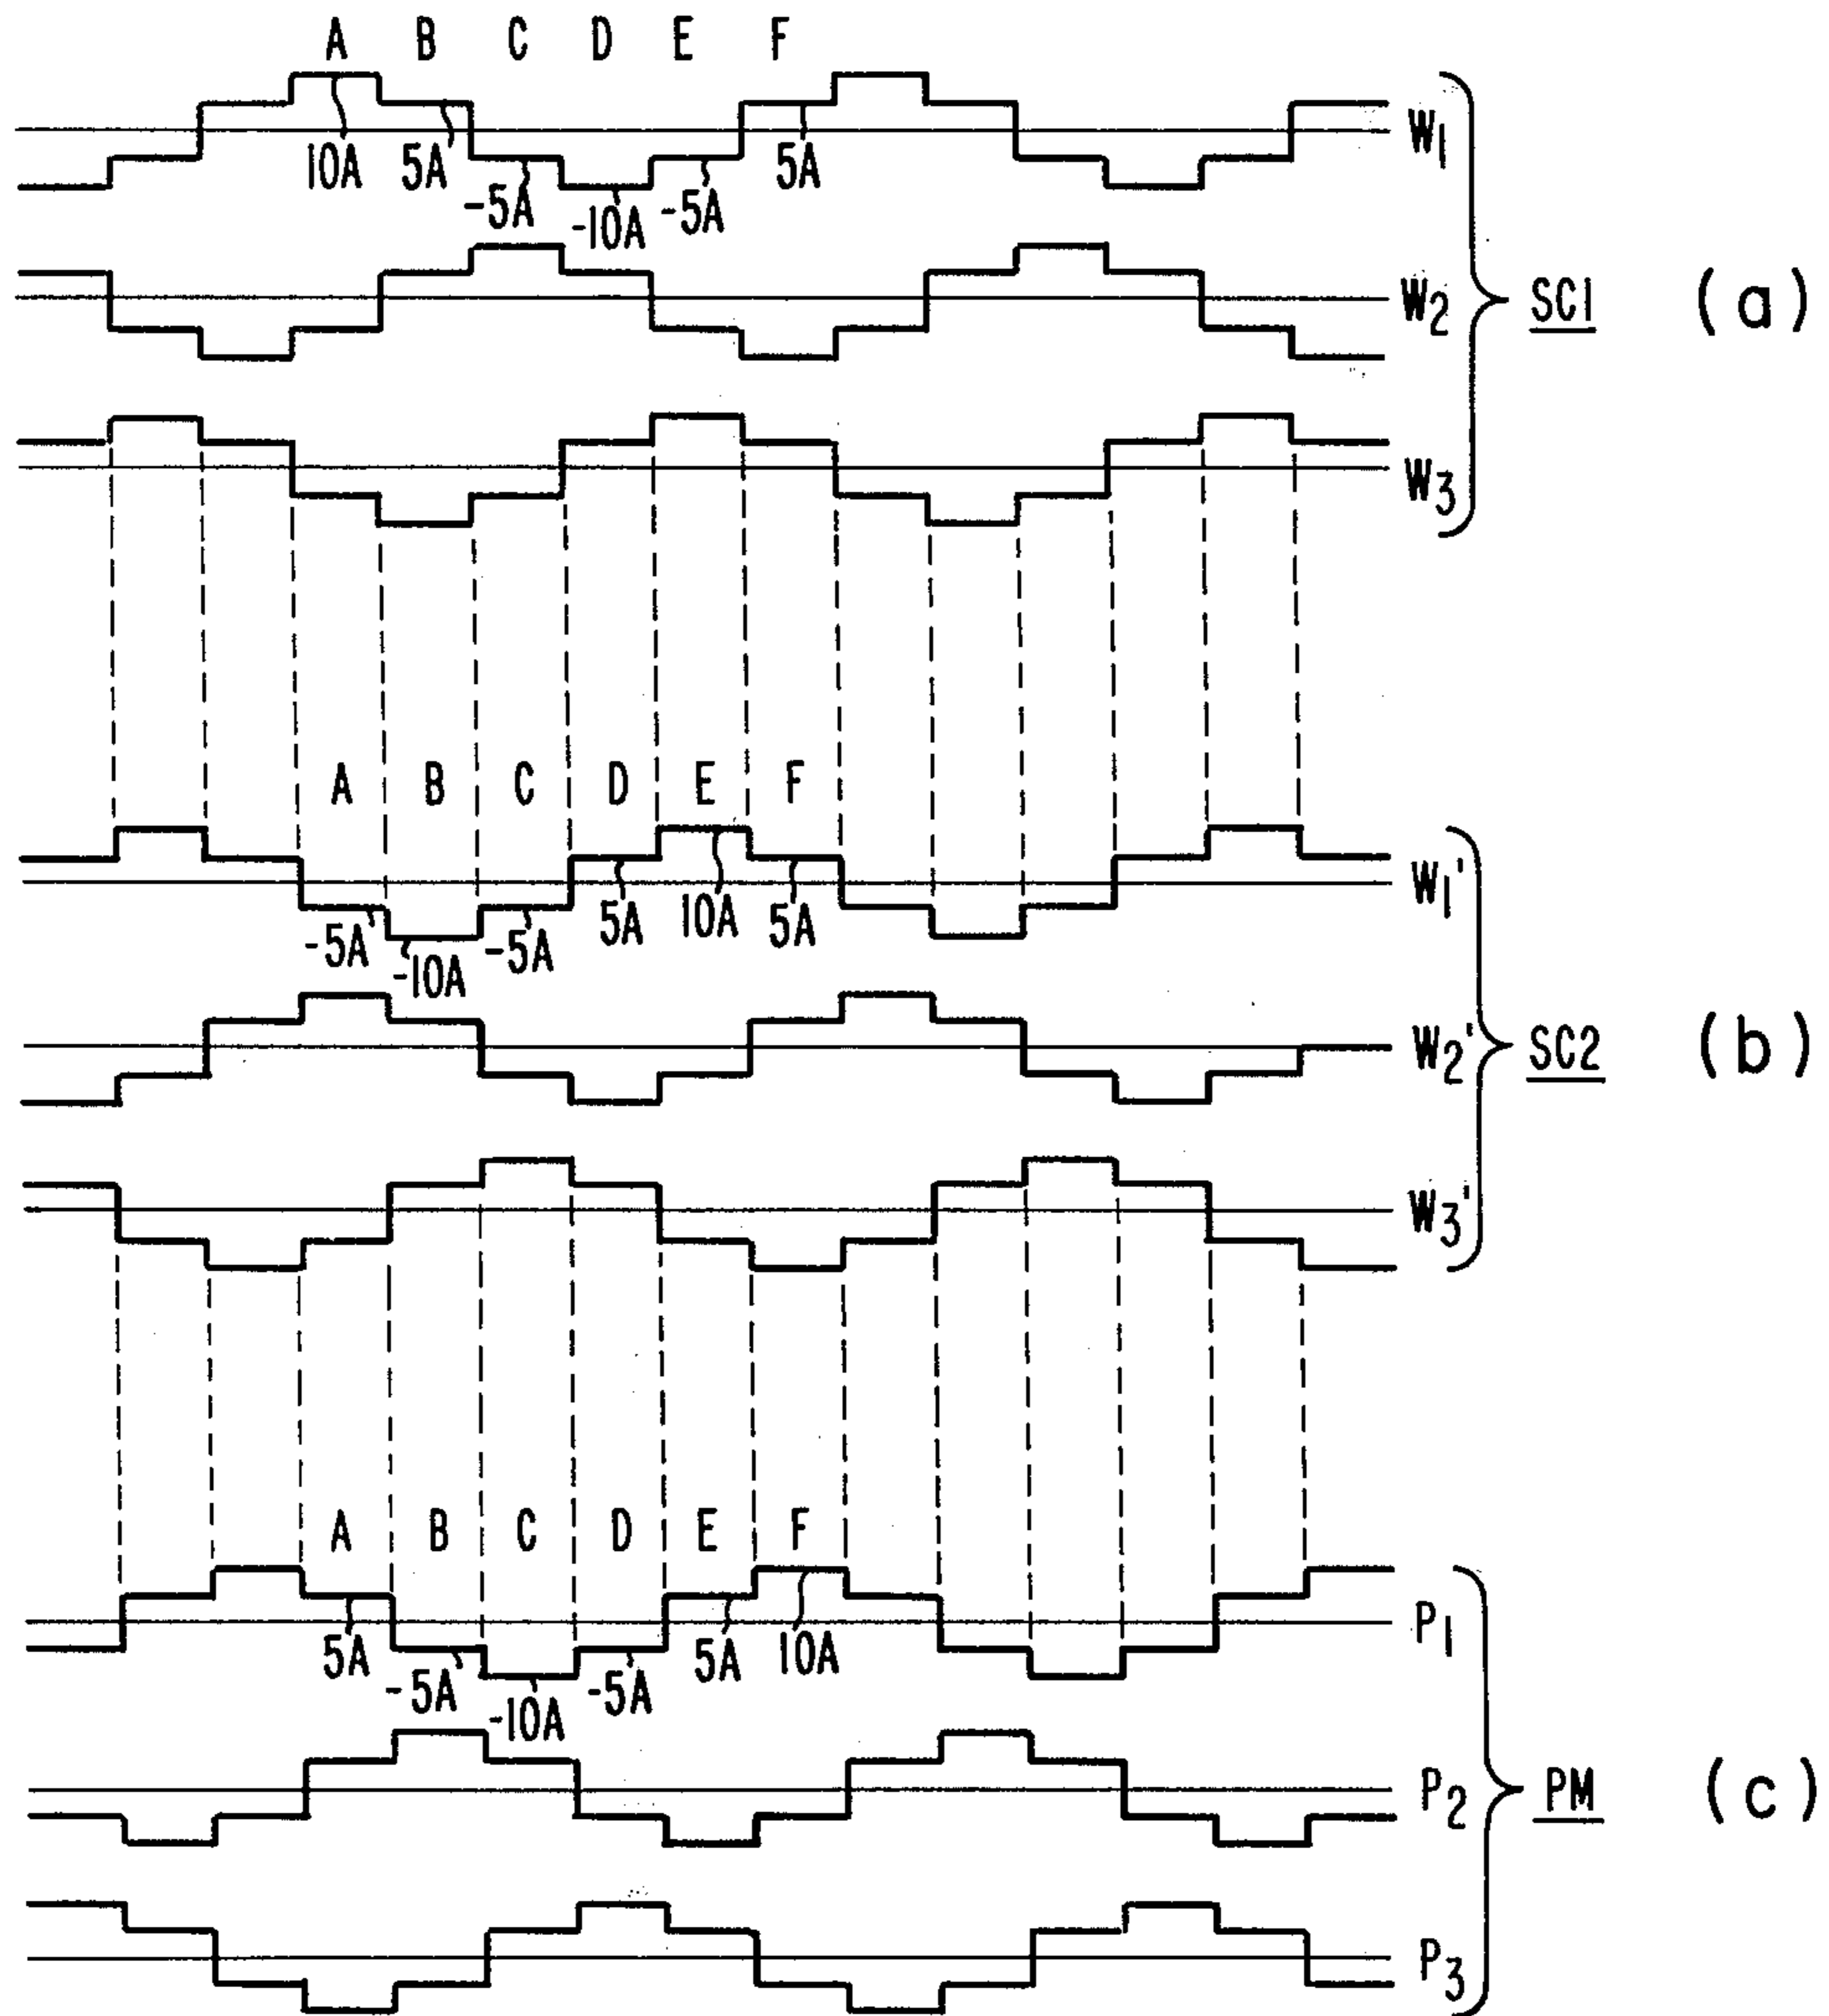 A B C D E F
10A 5A -5A -10A -5A 5A
W1
W2
W3
SC1
(a)
A B C D E F
-5A -10A -5A 5A 10A 5A
W1'
W2'
W3'
SC2
(b)
A B C D E F
5A -5A -10A -5A 5A 10A
P1
P2
P3
PM
(c)